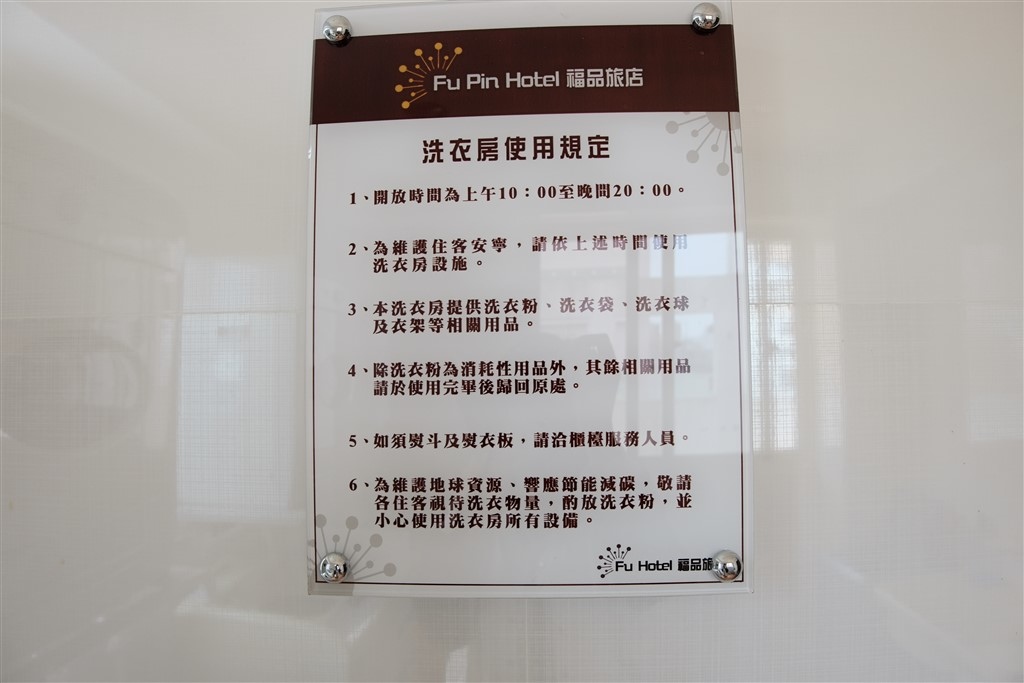 Fu Pin Hotel 福品旅店
洗衣房使用規定
1、開放時間為上午10：00至晚間20：00。
2、為維護住客安寧，請依上述時間使用
洗衣房設施。
3、本洗衣房提供洗衣粉、洗衣袋、洗衣球
及衣架等相關用品。
4、除洗衣粉為消耗性用品外，其餘相關用品
請於使用完畢後歸回原處。
5、如須熨斗及熨衣板，請洽櫃檯服務人員。
6、為維護地球資源、響應節能減碳，敬請
各住客視待洗衣物量，酌放洗衣粉，並
小心使用洗衣房所有設備。
Fu Hotel 福品旅